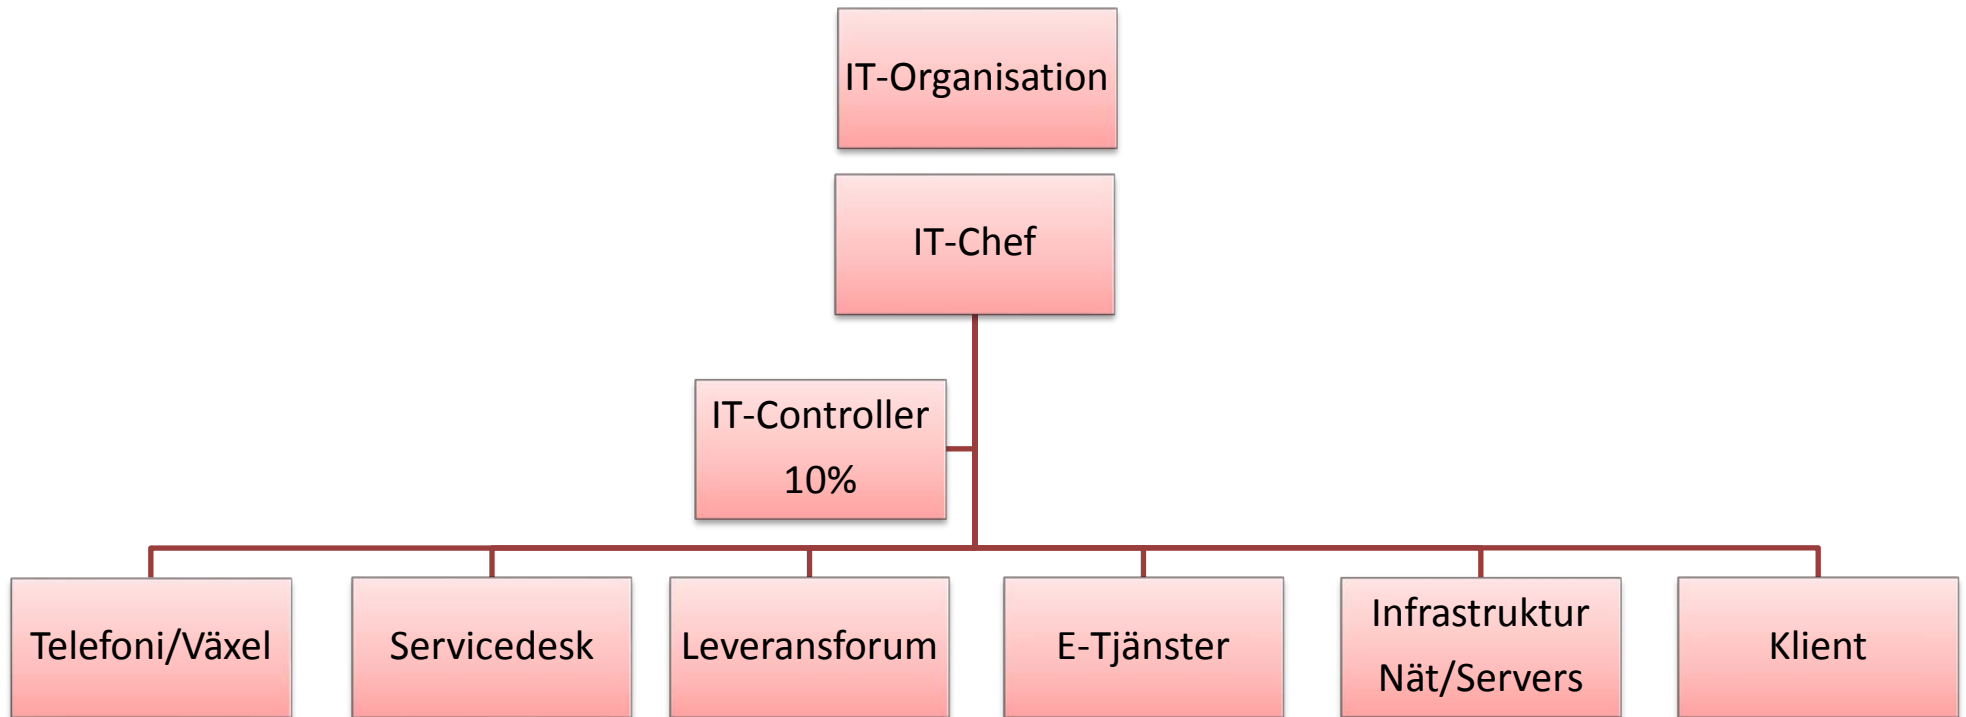 IT-Organisation
IT-Chef
IT-Controller
10%
Telefoni/Växel
Servicedesk
Leveransforum
E-Tjänster
Infrastruktur
Nät/Servers
Klient